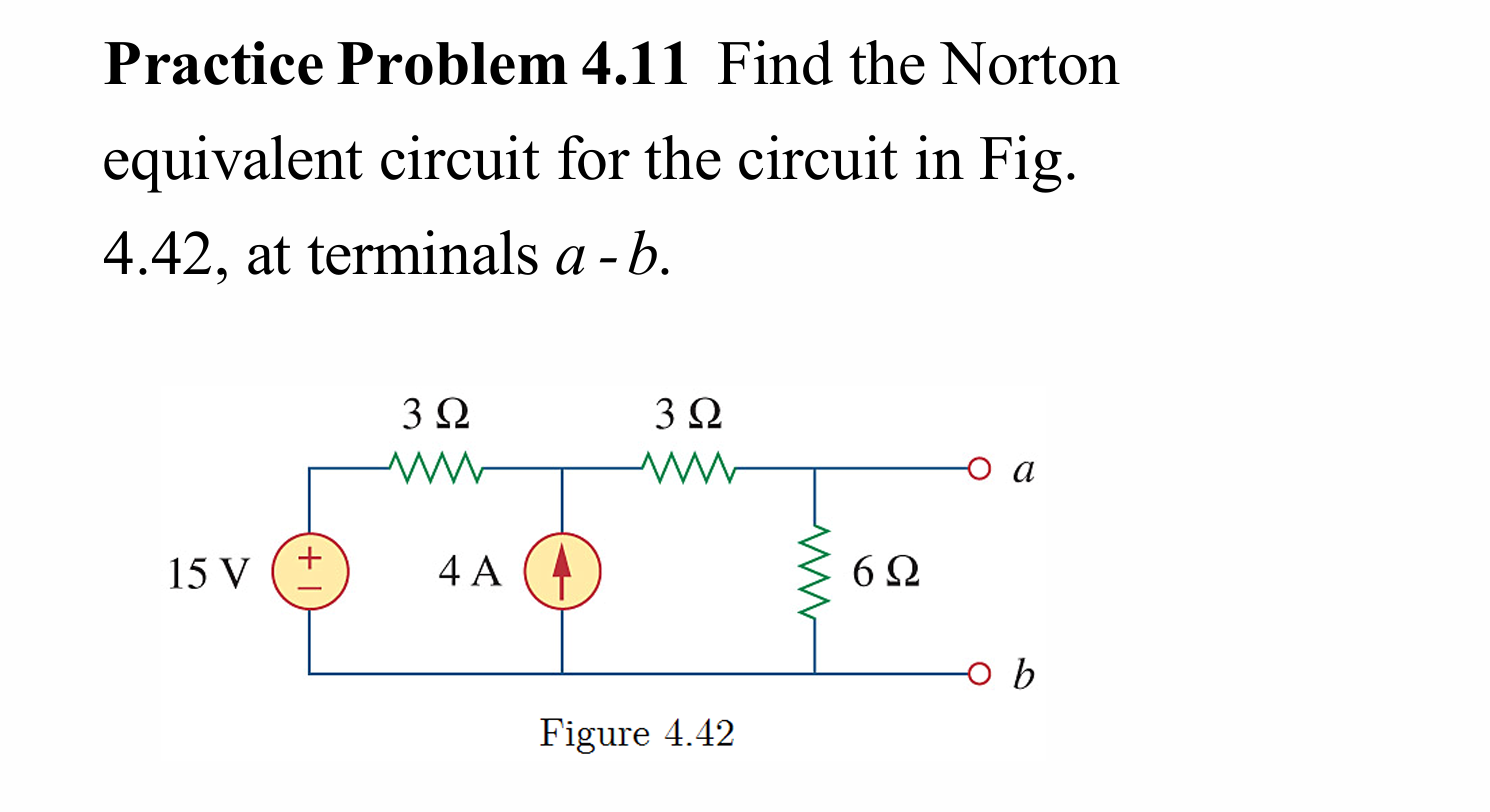 Practice Problem 4.11 Find the Norton
equivalent circuit for the circuit in Fig.
4.42, at terminals a - b.
3 Ω 3 Ω
a
15 V + − 4 A 6 Ω
b
Figure 4.42